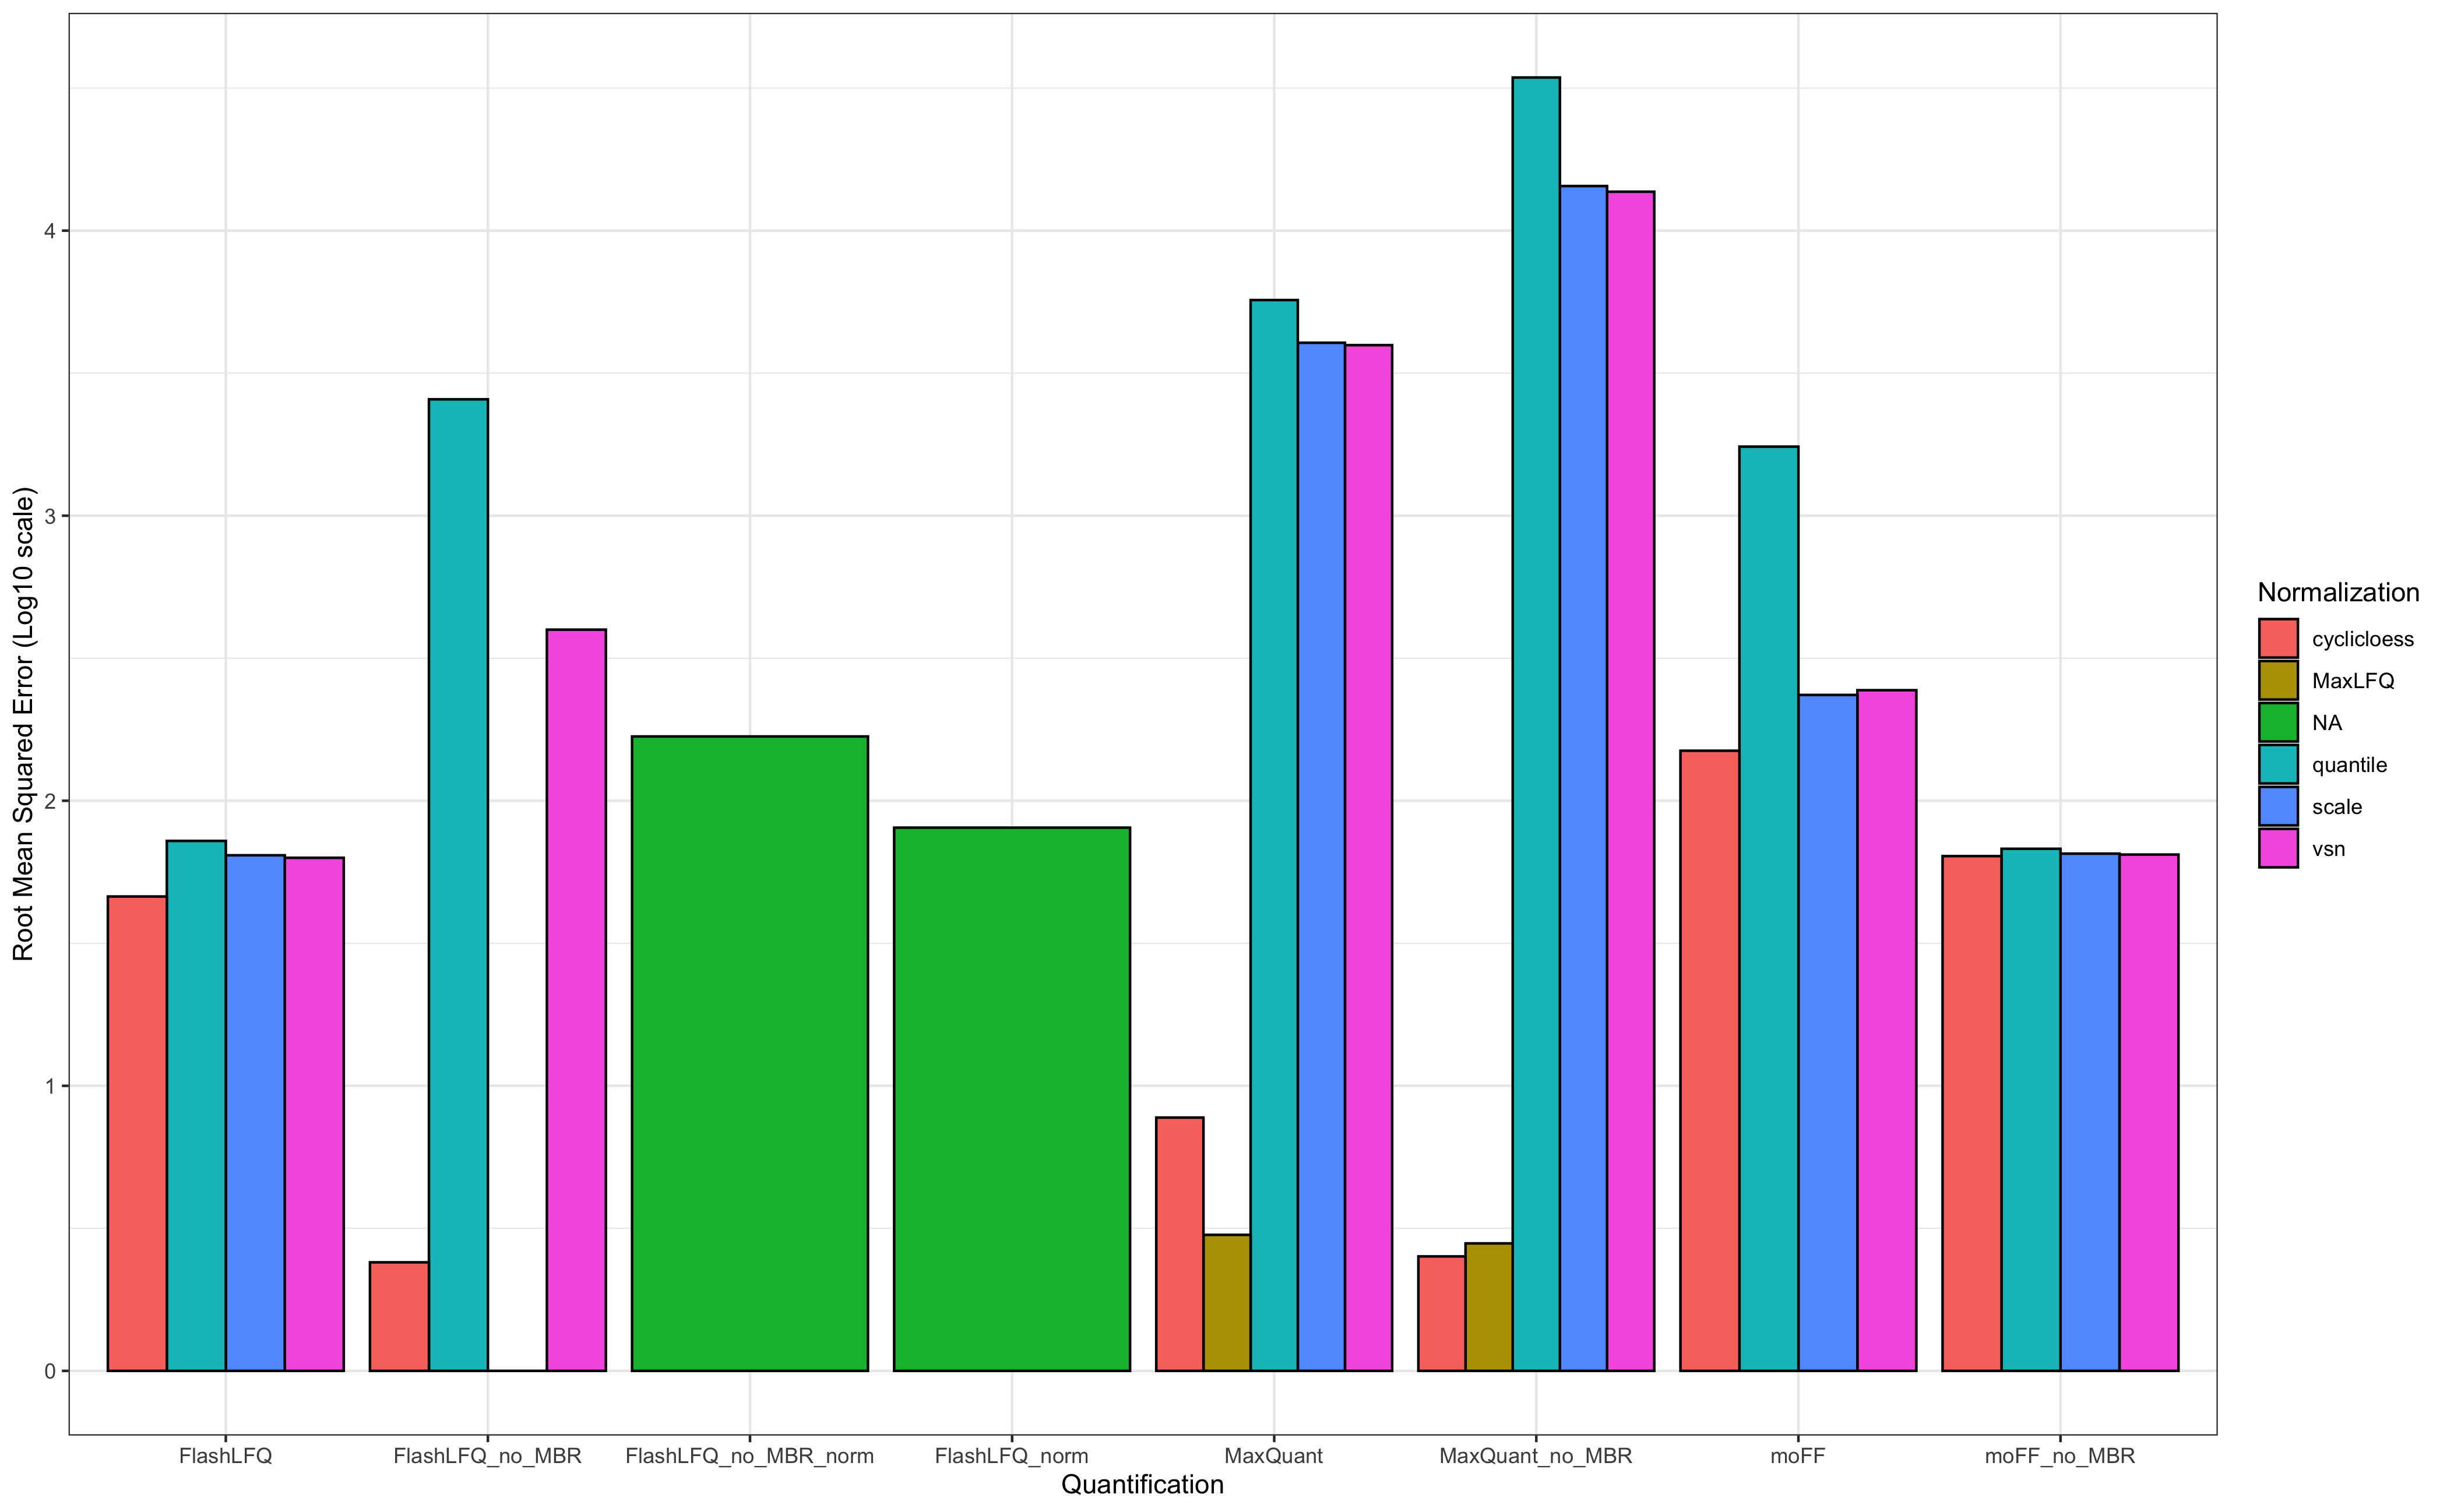 Root Mean Squared Error (Log10 scale)
4
3
2
1
0
FlashLFQ
FlashLFQ_no_MBR
FlashLFQ_no_MBR_norm
FlashLFQ_norm
MaxQuant
MaxQuant_no_MBR
moFF
moFF_no_MBR
Quantification
Normalization
cyclicloess
MaxLFQ
NA
quantile
scale
vsn